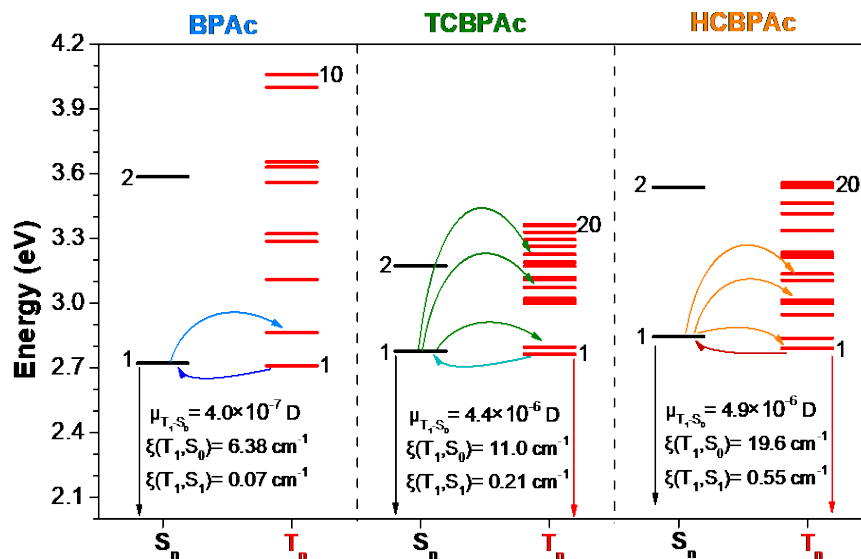 BPAc
TCBPAc
HCBPAc
Energy (eV)
4.2
3.9
3.6
3.3
3.0
2.7
2.4
2.1
2
1
10
1
μT₁-S₀ = 4.0×10⁻⁷ D
ξ(T₁,S₀)= 6.38 cm⁻¹
ξ(T₁,S₁)= 0.07 cm⁻¹
2
1
20
1
μT₁-S₀ = 4.4×10⁻⁶ D
ξ(T₁,S₀)= 11.0 cm⁻¹
ξ(T₁,S₁)= 0.21 cm⁻¹
2
1
20
1
μT₁-S₀ = 4.9×10⁻⁶ D
ξ(T₁,S₀)= 19.6 cm⁻¹
ξ(T₁,S₁)= 0.55 cm⁻¹
Sₙ Tₙ Sₙ Tₙ Sₙ Tₙ